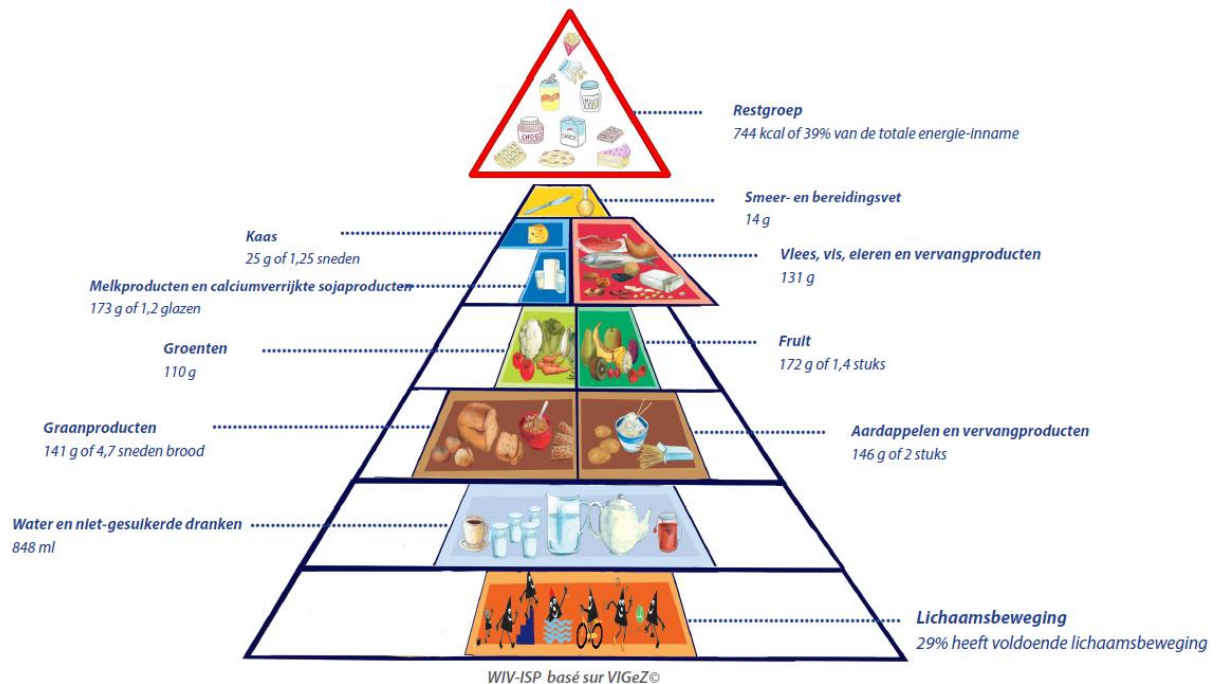 Restgroep
744 kcal of 39% van de totale energie-inname
Smeer- en bereidingsvet
14 g
Kaas
25 g of 1,25 sneden
Vlees, vis, eieren en vervangproducten
131 g
Melkproducten en calciumverrijkte sojaproducten
173 g of 1,2 glazen
Groenten
110 g
Fruit
172 g of 1,4 stuks
Graanproducten
141 g of 4,7 sneden brood
Aardappelen en vervangproducten
146 g of 2 stuks
Water en niet-gesuikerde dranken
848 ml
Lichaamsbeweging
29% heeft voldoende lichaamsbeweging
WIV-ISP basé sur VIGeZ©
CHOCO